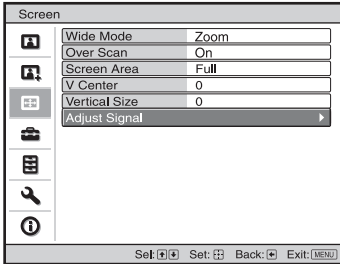 Screen
Wide Mode Zoom
Over Scan On
Screen Area Full
V Center 0
Vertical Size 0
Adjust Signal
Sel: Set: Back: Exit: MENU